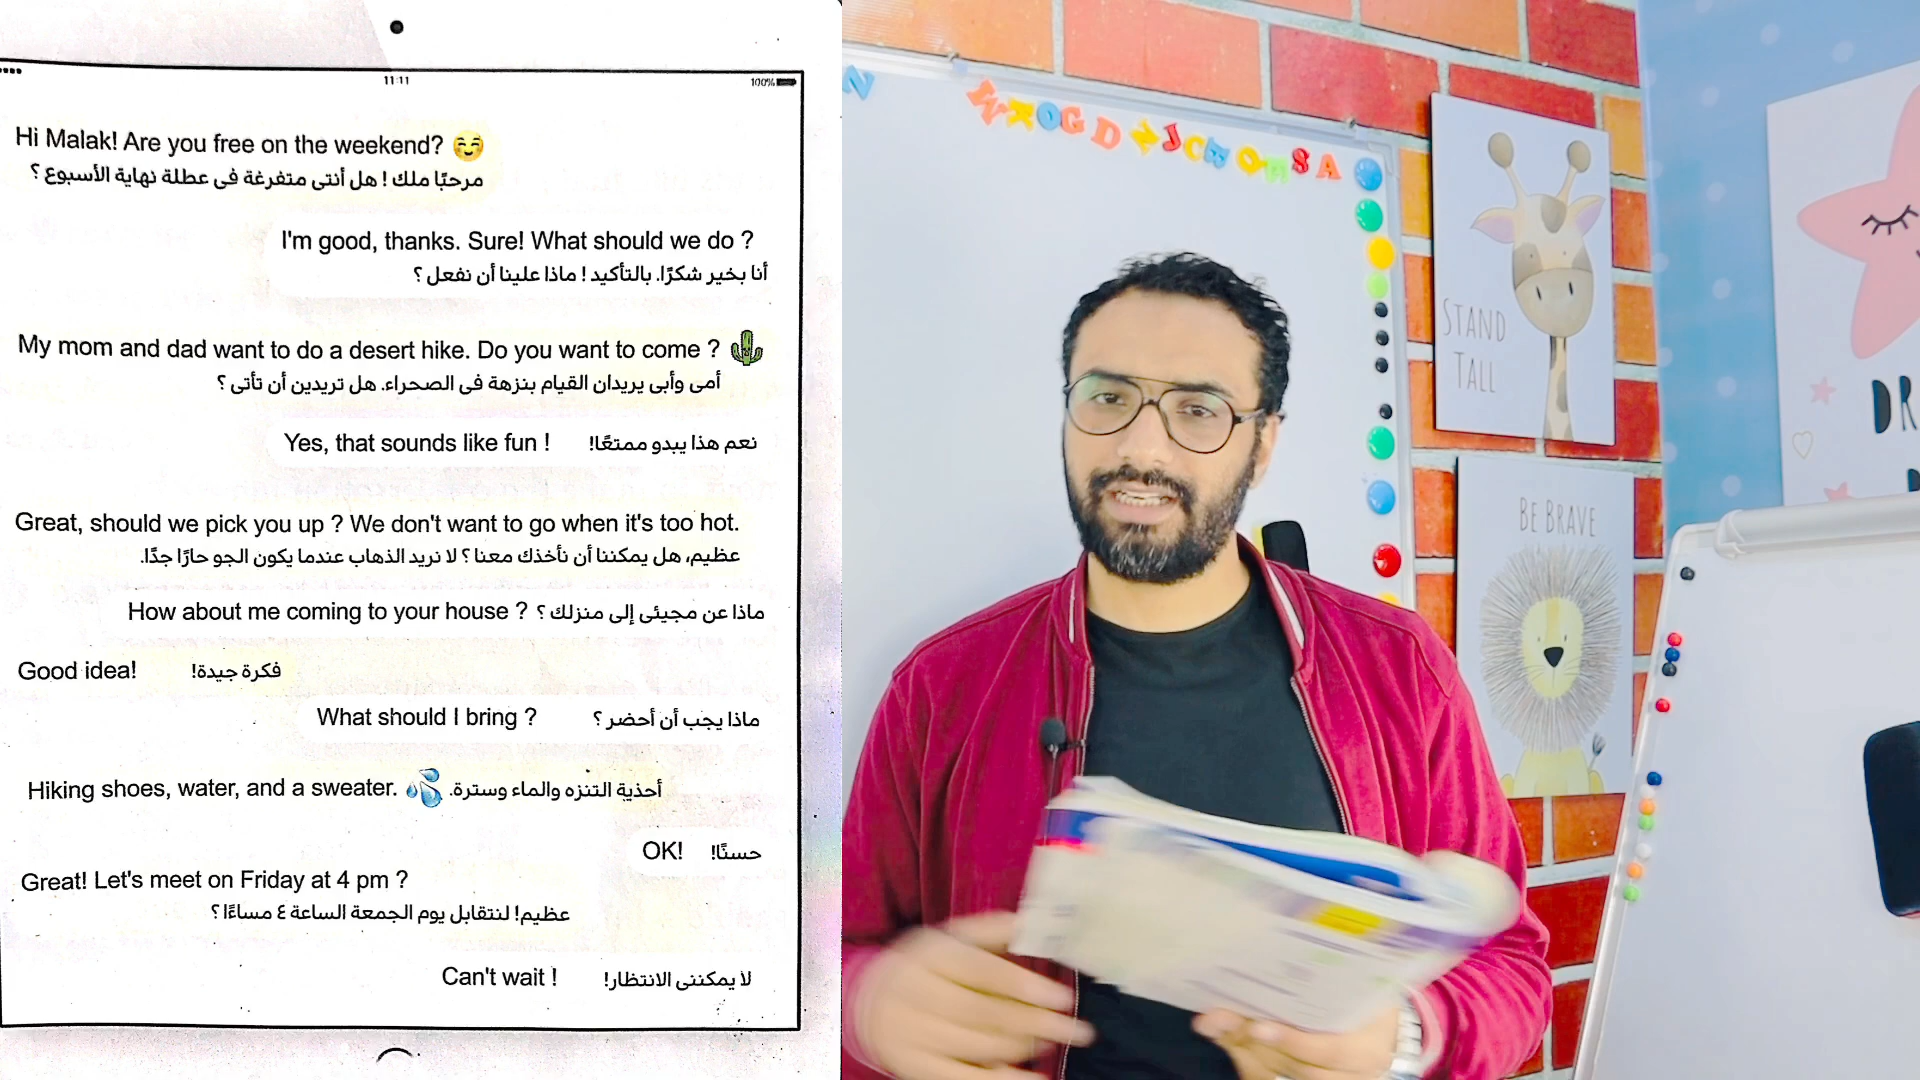 11:11
100%
Hi Malak! Are you free on the weekend? 😊
مرحبًا ملك ! هل أنتى متفرغة فى عطلة نهاية الأسبوع ؟
I'm good, thanks. Sure! What should we do ?
أنا بخير شكرًا. بالتأكيد ! ماذا علينا أن نفعل ؟
My mom and dad want to do a desert hike. Do you want to come ? 🌵
أمى وأبى يريدان القيام بنزهة فى الصحراء. هل تريدين أن تأتى ؟
Yes, that sounds like fun ! نعم هذا يبدو ممتعًا!
Great, should we pick you up ? We don't want to go when it's too hot.
عظيم، هل يمكننا أن نأخذك معنا ؟ لا نريد الذهاب عندما يكون الجو حارًا جدًا.
How about me coming to your house ? ماذا عن مجيئى إلى منزلك ؟
Good idea! فكرة جيدة!
What should I bring ? ماذا يجب أن أحضر ؟
Hiking shoes, water, and a sweater. 💦 أحذية التنزه والماء وسترة.
OK! حسنًا!
Great! Let's meet on Friday at 4 pm ?
عظيم! لنتقابل يوم الجمعة الساعة ٤ مساءًا ؟
Can't wait ! لا يمكننى الانتظار!
STAND
TALL
BE BRAVE
DR